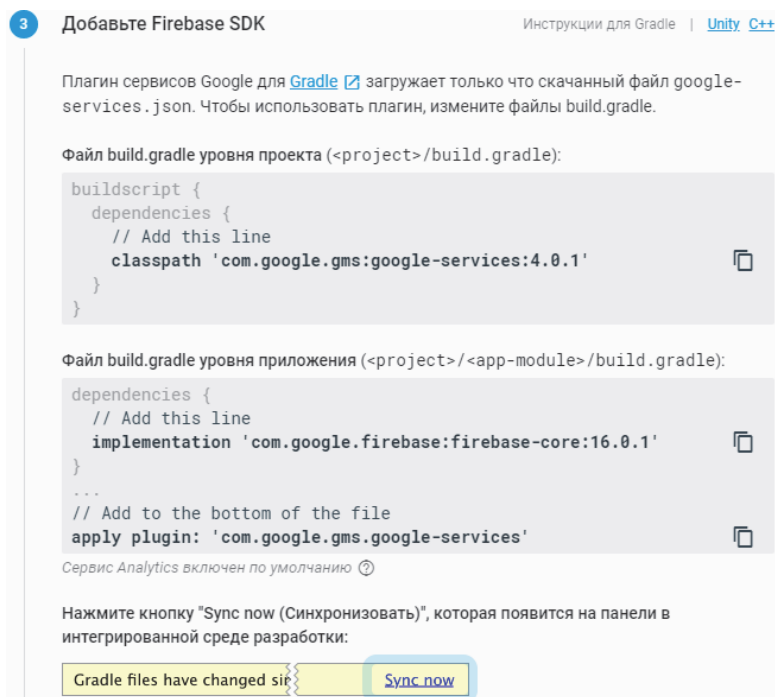 3 Добавьте Firebase SDK Инструкции для Gradle | Unity C++
Плагин сервисов Google для Gradle загружает только что скачанный файл google-
services.json. Чтобы использовать плагин, измените файлы build.gradle.
Файл build.gradle уровня проекта (<project>/build.gradle):
buildscript {
dependencies {
// Add this line
classpath 'com.google.gms:google-services:4.0.1'
}
}
Файл build.gradle уровня приложения (<project>/<app-module>/build.gradle):
dependencies {
// Add this line
implementation 'com.google.firebase:firebase-core:16.0.1'
}
...
// Add to the bottom of the file
apply plugin: 'com.google.gms.google-services'
Сервис Analytics включен по умолчанию ?
Нажмите кнопку "Sync now (Синхронизовать)", которая появится на панели в
интегрированной среде разработки:
Gradle files have changed sin Sync now